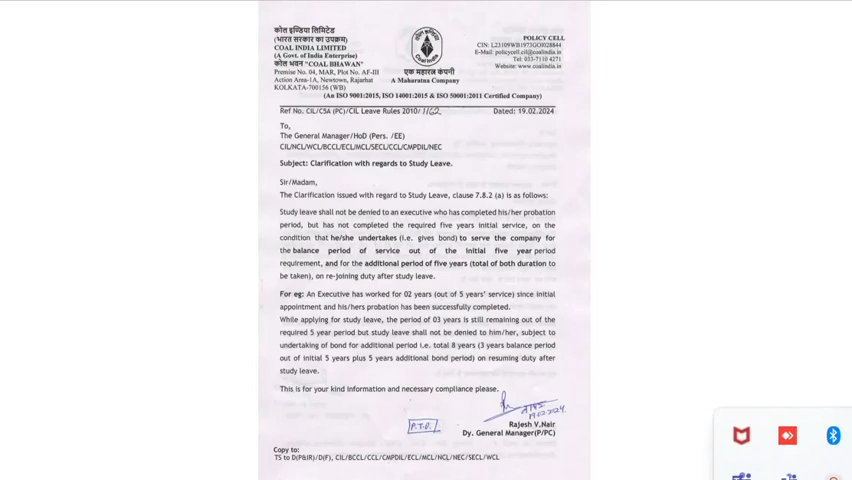 कोल इण्डिया लिमिटेड
(भारत सरकार का उपक्रम)
COAL INDIA LIMITED
(A Govt. of India Enterprise)
कोल भवन "COAL BHAWAN"
Premise No. 04, MAR, Plot No. AF-III
Action Area-1A, Newtown, Rajarhat
KOLKATA-700156 (WB)
कोल इण्डिया
Coal India
एक महारत्न कंपनी
A Maharatna Company
POLICY CELL
CIN: L23109WB1973GOI028844
E-Mail: policycell.cil@coalindia.in
Tel: 033-7110 4271
Website: www.coalindia.in
(An ISO 9001:2015, ISO 14001:2015 & ISO 50001:2011 Certified Company)
Ref No. CIL/C5A (PC)/CIL Leave Rules 2010/1162 Dated: 19.02.2024
To,
The General Manager/HoD (Pers. /EE)
CIL/NCL/WCL/BCCL/ECL/MCL/SECL/CCL/CMPDIL/NEC
Subject: Clarification with regards to Study Leave.
Sir/Madam,
The Clarification issued with regard to Study Leave, clause 7.8.2 (a) is as follows:
Study leave shall not be denied to an executive who has completed his/her probation
period, but has not completed the required five years initial service, on the
condition that he/she undertakes (i.e. gives bond) to serve the company for
the balance period of service out of the initial five year period
requirement, and for the additional period of five years (total of both duration to
be taken), on re-joining duty after study leave.
For eg: An Executive has worked for 02 years (out of 5 years' service) since initial
appointment and his/hers probation has been successfully completed.
While applying for study leave, the period of 03 years is still remaining out of the
required 5 year period but study leave shall not be denied to him/her, subject to
undertaking of bond for additional period i.e. total 8 years (3 years balance period
out of initial 5 years plus 5 years additional bond period) on resuming duty after
study leave.
This is for your kind information and necessary compliance please.
19.02.2024
P.T.O.
Rajesh V.Nair
Dy. General Manager(P/PC)
Copy to:
TS to D(P&IR)/D(F), CIL/BCCL/CCL/CMPDIL/ECL/MCL/NCL/NEC/SECL/WCL